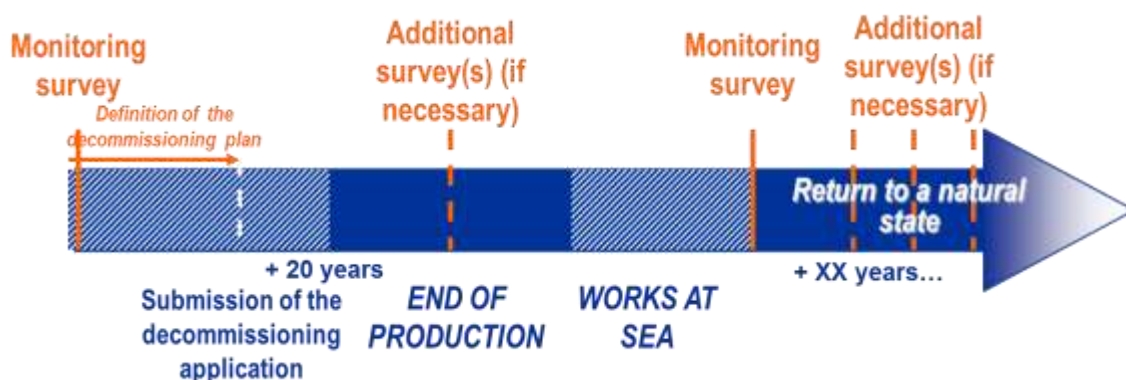 Monitoring
survey
Definition of the
decommissioning plan
Additional
survey(s) (if
necessary)
Monitoring
survey
Additional
survey(s) (if
necessary)
Return to a natural
state
+ 20 years
Submission of the
decommissioning
application
END OF
PRODUCTION
WORKS AT
SEA
+ XX years...